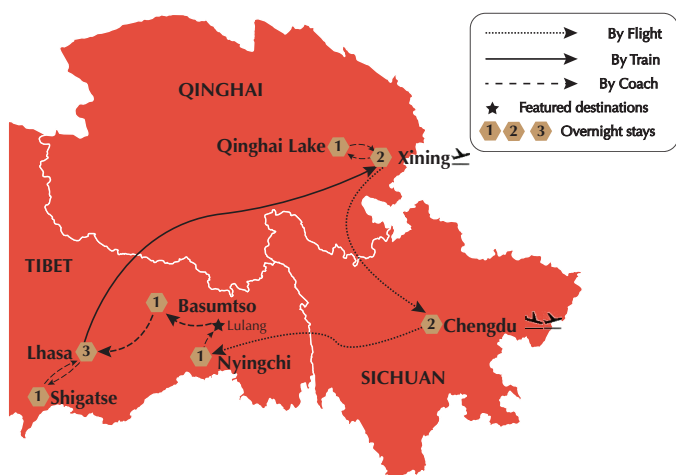 By Flight
By Train
By Coach
Featured destinations
1 2 3 Overnight stays
QINGHAI
Qinghai Lake 1
2 Xining
TIBET
1
Basumtso
Lulang
Lhasa 3
1 Nyingchi
2 Chengdu
SICHUAN
1 Shigatse